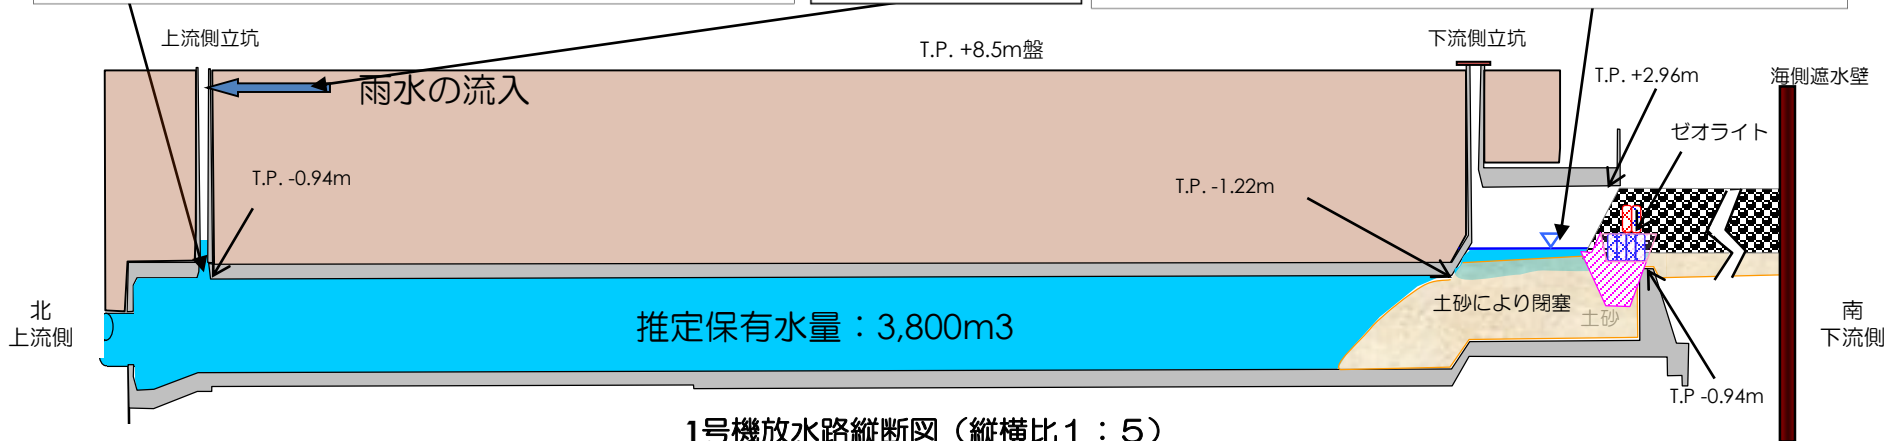 上流側立坑
T.P. +8.5m盤
下流側立坑
雨水の流入
T.P. +2.96m
海側遮水壁
ゼオライト
T.P. -0.94m
T.P. -1.22m
土砂により閉塞
土砂
北
上流側
推定保有水量：3,800m3
南
下流側
T.P -0.94m
1号機放水路縦断図（縦横比１：５）